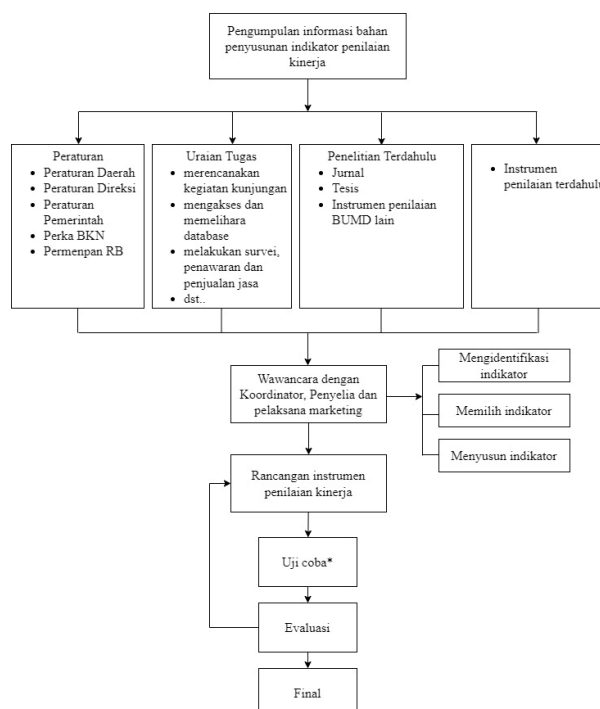 Pengumpulan informasi bahan
penyusunan indikator penilaian
kinerja
Peraturan
• Peraturan Daerah
• Peraturan Direksi
• Peraturan
Pemerintah
• Perka BKN
• Permenpan RB
Uraian Tugas
• merencanakan
kegiatan kunjungan
• mengakses dan
memelihara
database
• melakukan survei,
penawaran dan
penjualan jasa
• dst..
Penelitian Terdahulu
• Jurnal
• Tesis
• Instrumen penilaian
BUMD lain
• Instrumen
penilaian terdahulu
Wawancara dengan
Koordinator, Penyelia dan
pelaksana marketing
Mengidentifikasi
indikator
Memilih indikator
Menyusun indikator
Rancangan instrumen
penilaian kinerja
Uji coba*
Evaluasi
Final